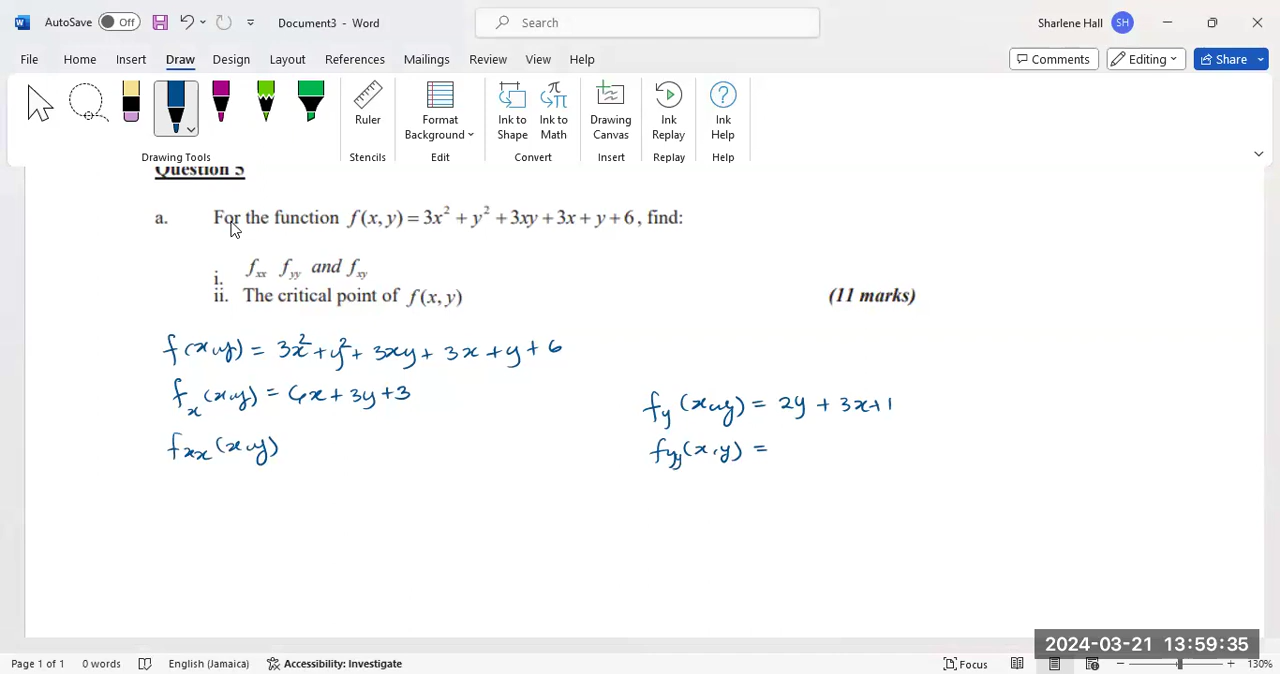 AutoSave Off Document3 - Word Search Sharlene Hall SH
File Home Insert Draw Design Layout References Mailings Review View Help Comments Editing Share
Ruler Format Background Ink to Shape Ink to Math Drawing Canvas Ink Replay Ink Help
Drawing Tools Stencils Edit Convert Insert Replay Help
Question 5
a. For the function f(x, y) = 3x² + y² + 3xy + 3x + y + 6, find:
i. fₓₓ f_yy and f_xy
ii. The critical point of f(x, y) (11 marks)
f(x,y) = 3x² + y² + 3xy + 3x + y + 6
fₓ(x,y) = 6x + 3y + 3
f_y(x,y) = 2y + 3x + 1
fₓₓ(x,y)
f_yy(x,y) =
2024-03-21 13:59:35
Page 1 of 1 0 words English (Jamaica) Accessibility: Investigate Focus 130%